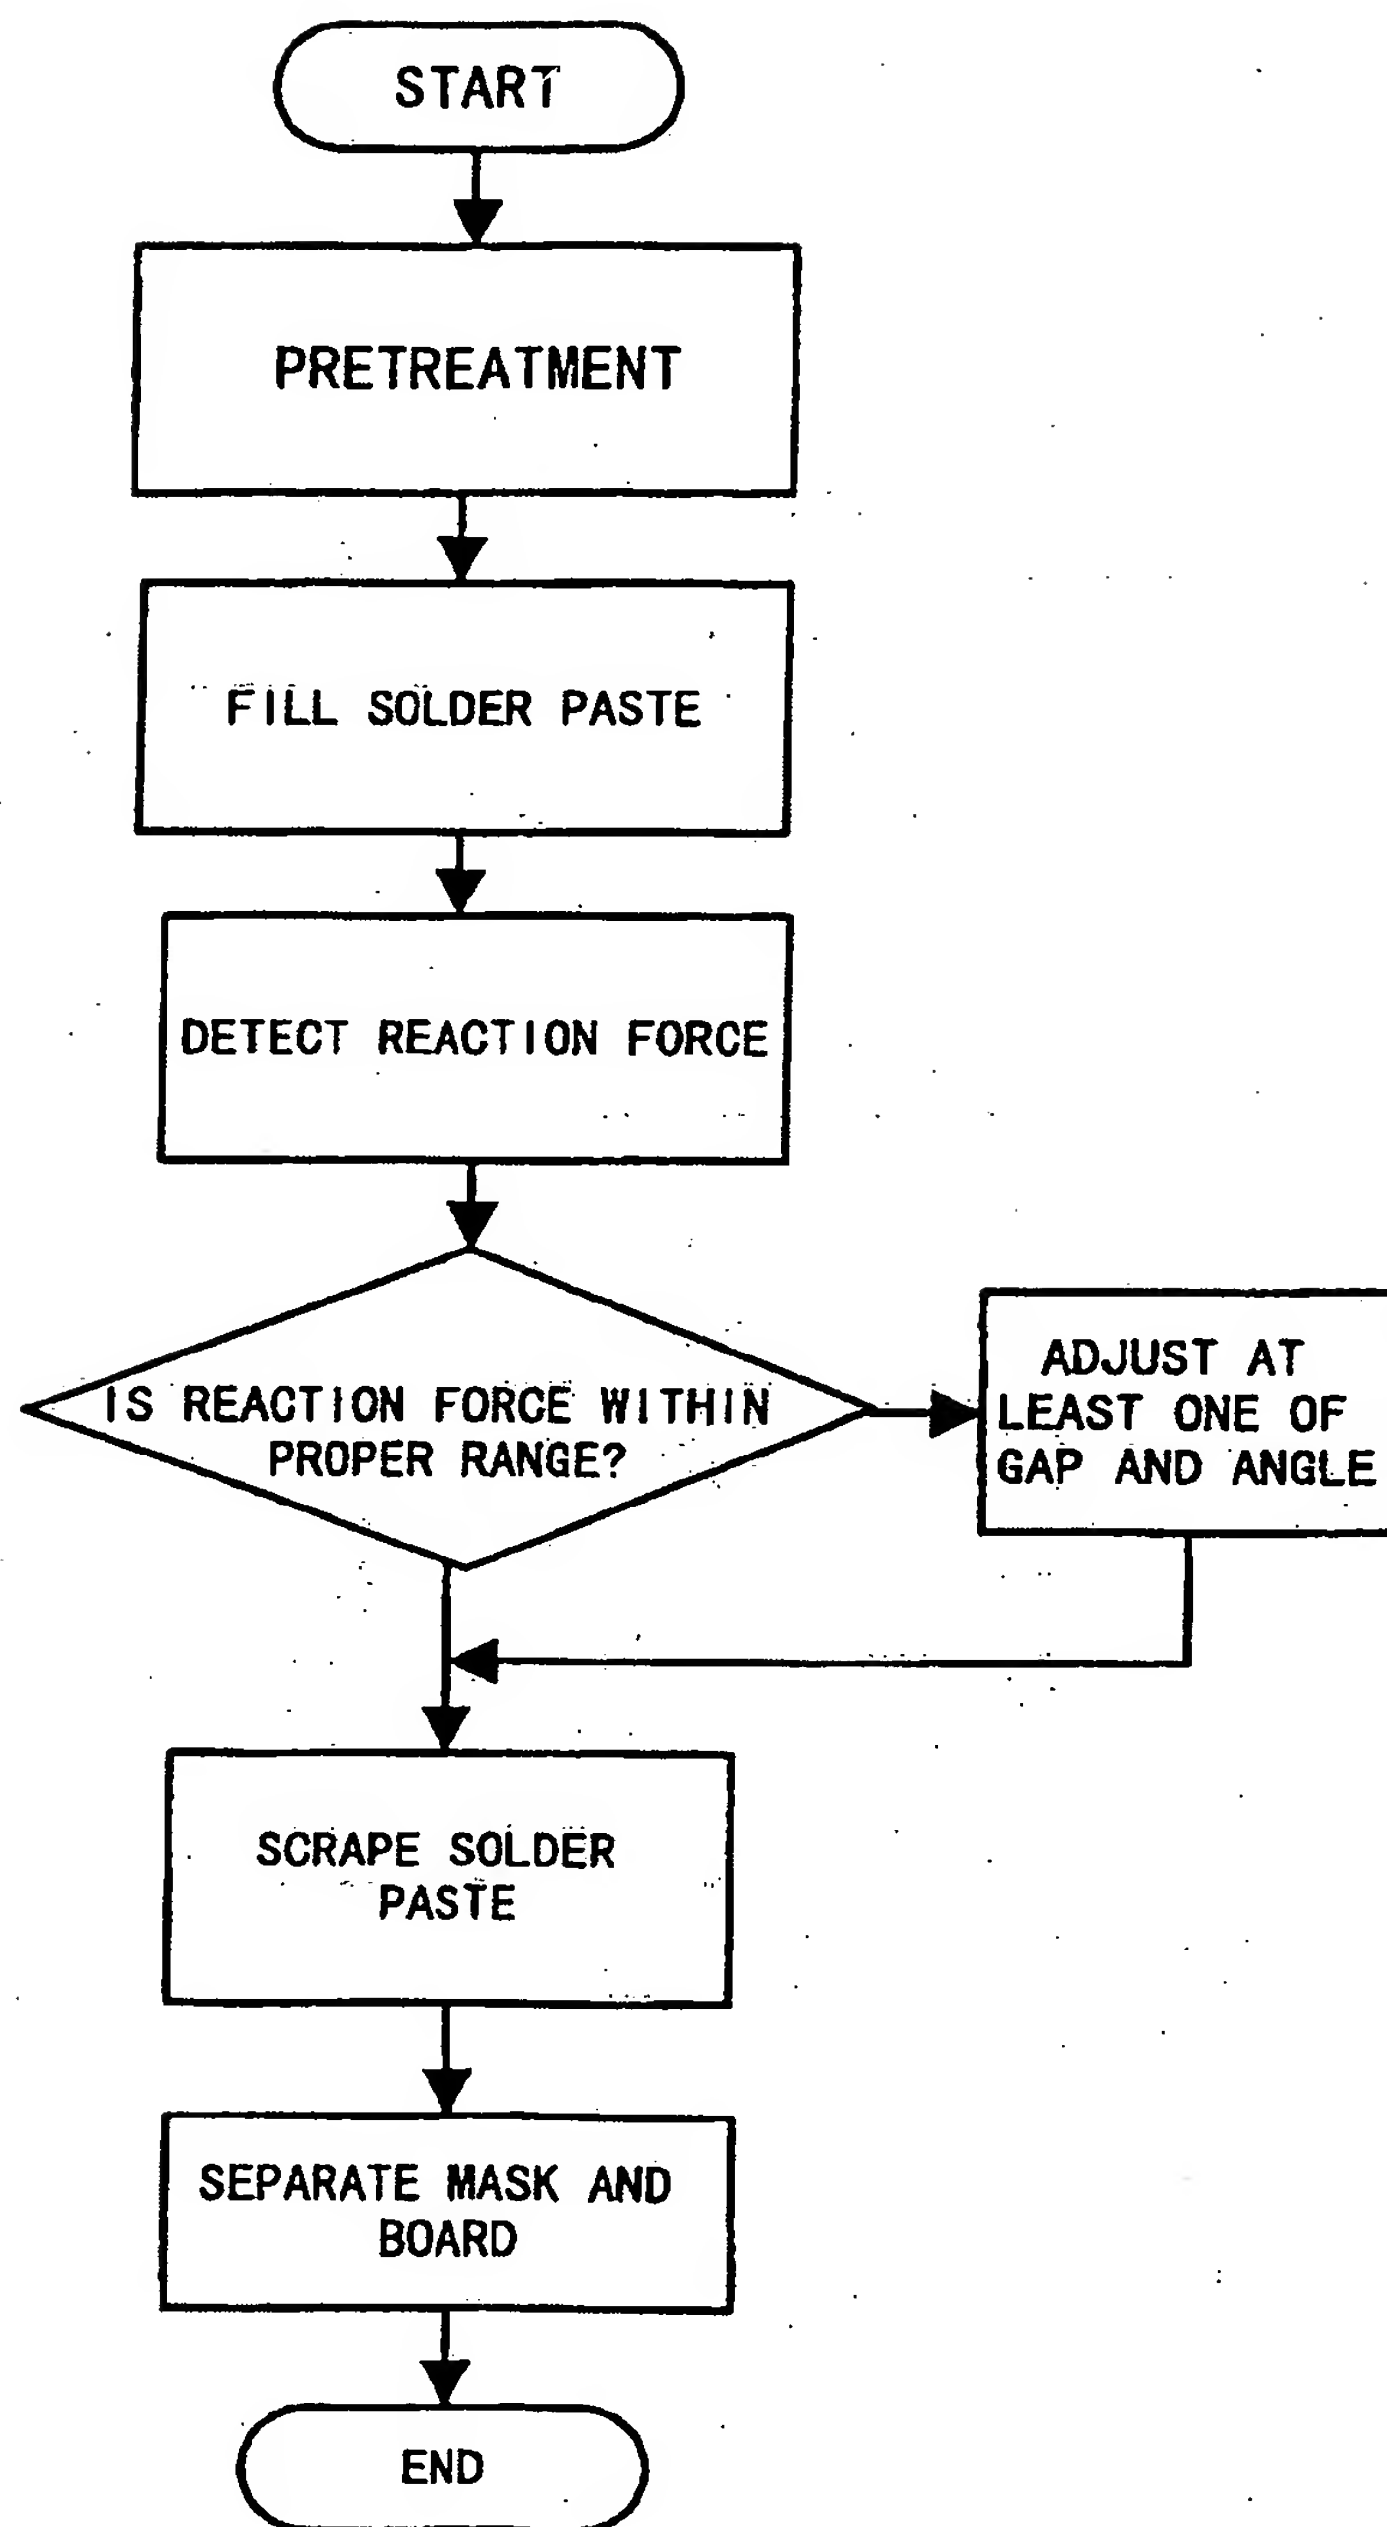 START
PRETREATMENT
FILL SOLDER PASTE
DETECT REACTION FORCE
IS REACTION FORCE WITHIN
PROPER RANGE?
ADJUST AT
LEAST ONE OF
GAP AND ANGLE
SCRAPE SOLDER
PASTE
SEPARATE MASK AND
BOARD
END